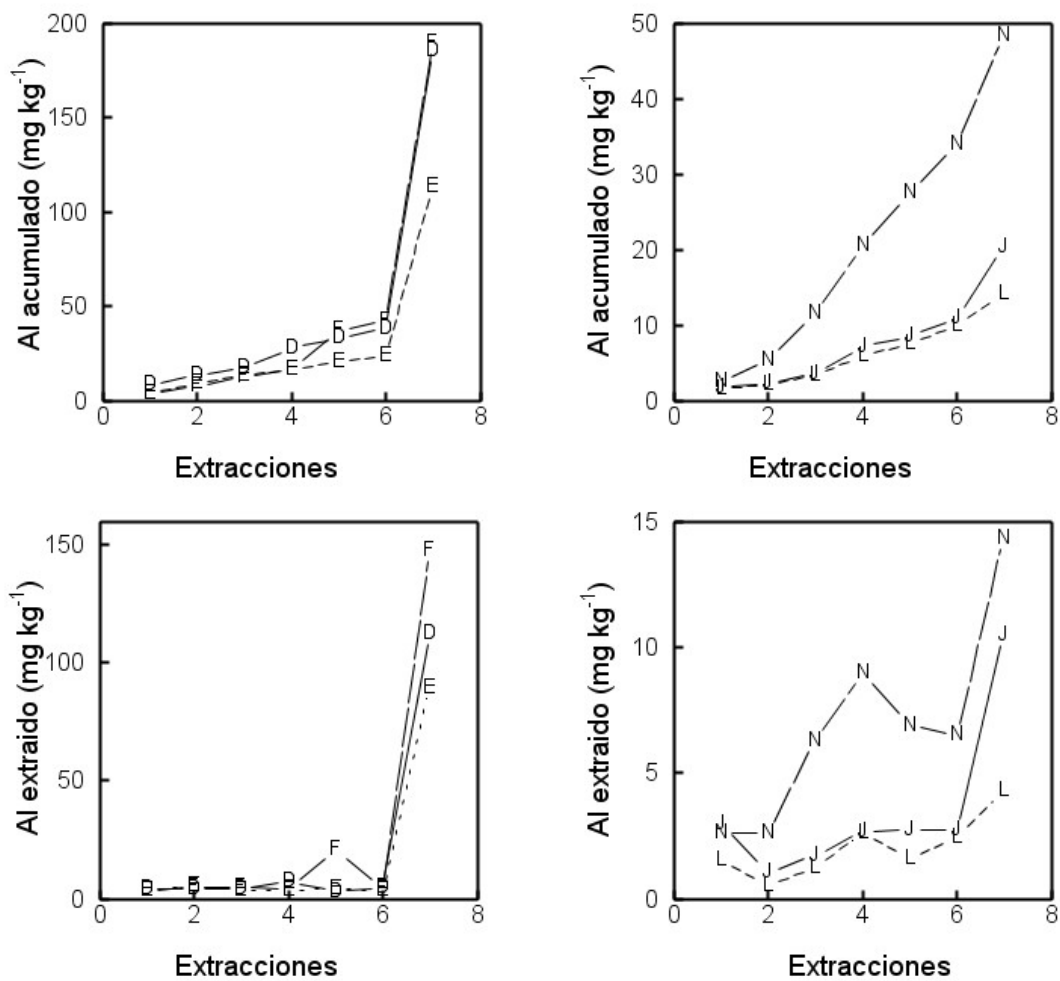 200
150
100
50
0
0 2 4 6 8
Al acumulado (mg kg-1)
Extracciones
D D D D D D D
E E E E E E E
F F F F
50
40
30
20
10
0
0 2 4 6 8
Al acumulado (mg kg-1)
Extracciones
N N N N N N N
J J J J J J J
L L L L L L L
150
100
50
0
0 2 4 6 8
Al extraido (mg kg-1)
Extracciones
F F
D D D D D D D
E
15
10
5
0
0 2 4 6 8
Al extraido (mg kg-1)
Extracciones
N N N N N N N
J J J J J J J
L L L L L L L